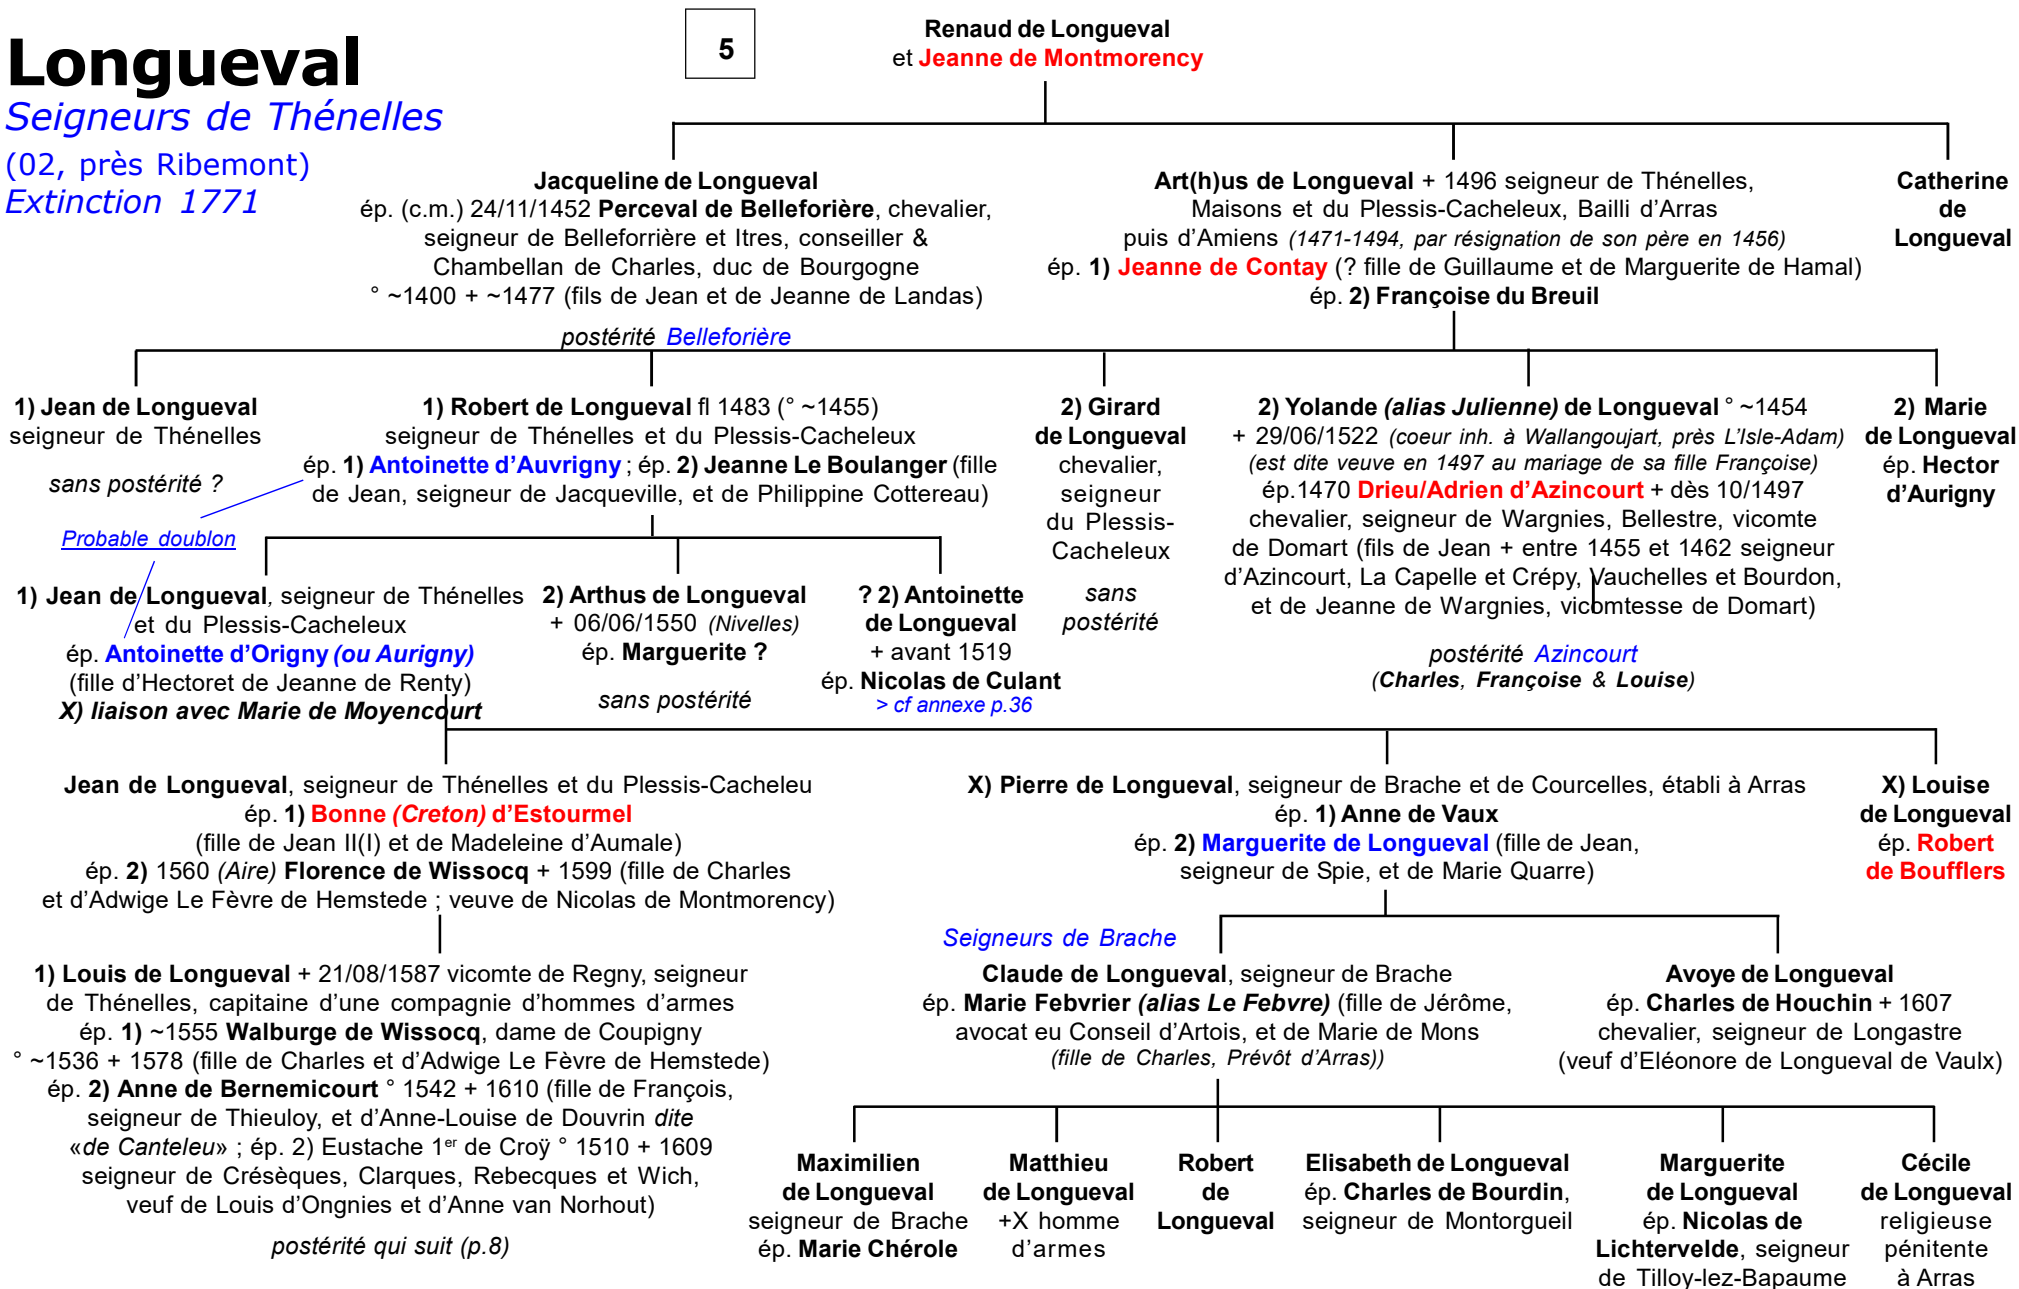 Longueval
Seigneurs de Thénelles
(02, près Ribemont)
Extinction 1771
5
Renaud de Longueval
et Jeanne de Montmorency
Jacqueline de Longueval
ép. (c.m.) 24/11/1452 Perceval de Belleforière, chevalier,
seigneur de Belleforrière et Itres, conseiller &
Chambellan de Charles, duc de Bourgogne
° ~1400 + ~1477 (fils de Jean et de Jeanne de Landas)
postérité Belleforière
Art(h)us de Longueval + 1496 seigneur de Thénelles,
Maisons et du Plessis-Cacheleux, Bailli d'Arras
puis d'Amiens (1471-1494, par résignation de son père en 1456)
ép. 1) Jeanne de Contay (? fille de Guillaume et de Marguerite de Hamal)
ép. 2) Françoise du Breuil
Catherine
de
Longueval
1) Jean de Longueval
seigneur de Thénelles
sans postérité ?
1) Robert de Longueval fl 1483 (° ~1455)
seigneur de Thénelles et du Plessis-Cacheleux
ép. 1) Antoinette d'Auvrigny ; ép. 2) Jeanne Le Boulanger (fille
de Jean, seigneur de Jacqueville, et de Philippine Cottereau)
2) Girard
de Longueval
chevalier,
seigneur
du Plessis-
Cacheleux
sans
postérité
2) Yolande (alias Julienne) de Longueval ° ~1454
+ 29/06/1522 (coeur inh. à Wallangoujart, près L'Isle-Adam)
(est dite veuve en 1497 au mariage de sa fille Françoise)
ép.1470 Drieu/Adrien d'Azincourt + dès 10/1497
chevalier, seigneur de Wargnies, Bellestre, vicomte
de Domart (fils de Jean + entre 1455 et 1462 seigneur
d'Azincourt, La Capelle et Crépy, Vauchelles et Bourdon,
et de Jeanne de Wargnies, vicomtesse de Domart)
postérité Azincourt
(Charles, Françoise & Louise)
2) Marie
de Longueval
ép. Hector
d'Aurigny
Probable doublon
1) Jean de Longueval, seigneur de Thénelles
et du Plessis-Cacheleux
ép. Antoinette d'Origny (ou Aurigny)
(fille d'Hectoret de Jeanne de Renty)
X) liaison avec Marie de Moyencourt
2) Arthus de Longueval
+ 06/06/1550 (Nivelles)
ép. Marguerite ?
sans postérité
? 2) Antoinette
de Longueval
+ avant 1519
ép. Nicolas de Culant
> cf annexe p.36
Jean de Longueval, seigneur de Thénelles et du Plessis-Cacheleu
ép. 1) Bonne (Creton) d'Estourmel
(fille de Jean II(I) et de Madeleine d'Aumale)
ép. 2) 1560 (Aire) Florence de Wissocq + 1599 (fille de Charles
et d'Adwige Le Fèvre de Hemstede ; veuve de Nicolas de Montmorency)
X) Pierre de Longueval, seigneur de Brache et de Courcelles, établi à Arras
ép. 1) Anne de Vaux
ép. 2) Marguerite de Longueval (fille de Jean,
seigneur de Spie, et de Marie Quarre)
X) Louise
de Longueval
ép. Robert
de Boufflers
1) Louis de Longueval + 21/08/1587 vicomte de Regny, seigneur
de Thénelles, capitaine d'une compagnie d'hommes d'armes
ép. 1) ~1555 Walburge de Wissocq, dame de Coupigny
° ~1536 + 1578 (fille de Charles et d'Adwige Le Fèvre de Hemstede)
ép. 2) Anne de Bernemicourt ° 1542 + 1610 (fille de François,
seigneur de Thieuloy, et d'Anne-Louise de Douvrin dite
«de Canteleu» ; ép. 2) Eustache 1er de Croÿ ° 1510 + 1609
seigneur de Crésèques, Clarques, Rebecques et Wich,
veuf de Louis d'Ongnies et d'Anne van Norhout)
postérité qui suit (p.8)
Seigneurs de Brache
Claude de Longueval, seigneur de Brache
ép. Marie Febvrier (alias Le Febvre) (fille de Jérôme,
avocat eu Conseil d'Artois, et de Marie de Mons
(fille de Charles, Prévôt d'Arras))
Avoye de Longueval
ép. Charles de Houchin + 1607
chevalier, seigneur de Longastre
(veuf d'Eléonore de Longueval de Vaulx)
Maximilien
de Longueval
seigneur de Brache
ép. Marie Chérole
Matthieu
de Longueval
+X homme
d'armes
Robert
de
Longueval
Elisabeth de Longueval
ép. Charles de Bourdin,
seigneur de Montorgueil
Marguerite
de Longueval
ép. Nicolas de
Lichtervelde, seigneur
de Tilloy-lez-Bapaume
Cécile
de Longueval
religieuse
pénitente
à Arras